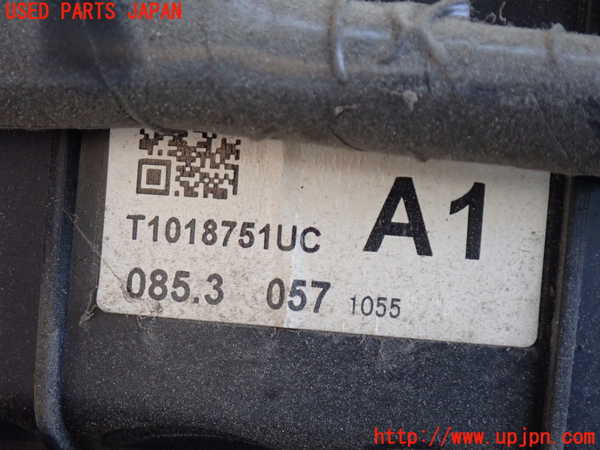 USED PARTS JAPAN
T1018751UC
A1
085.3 057 1055
http://www.upjpn.com/